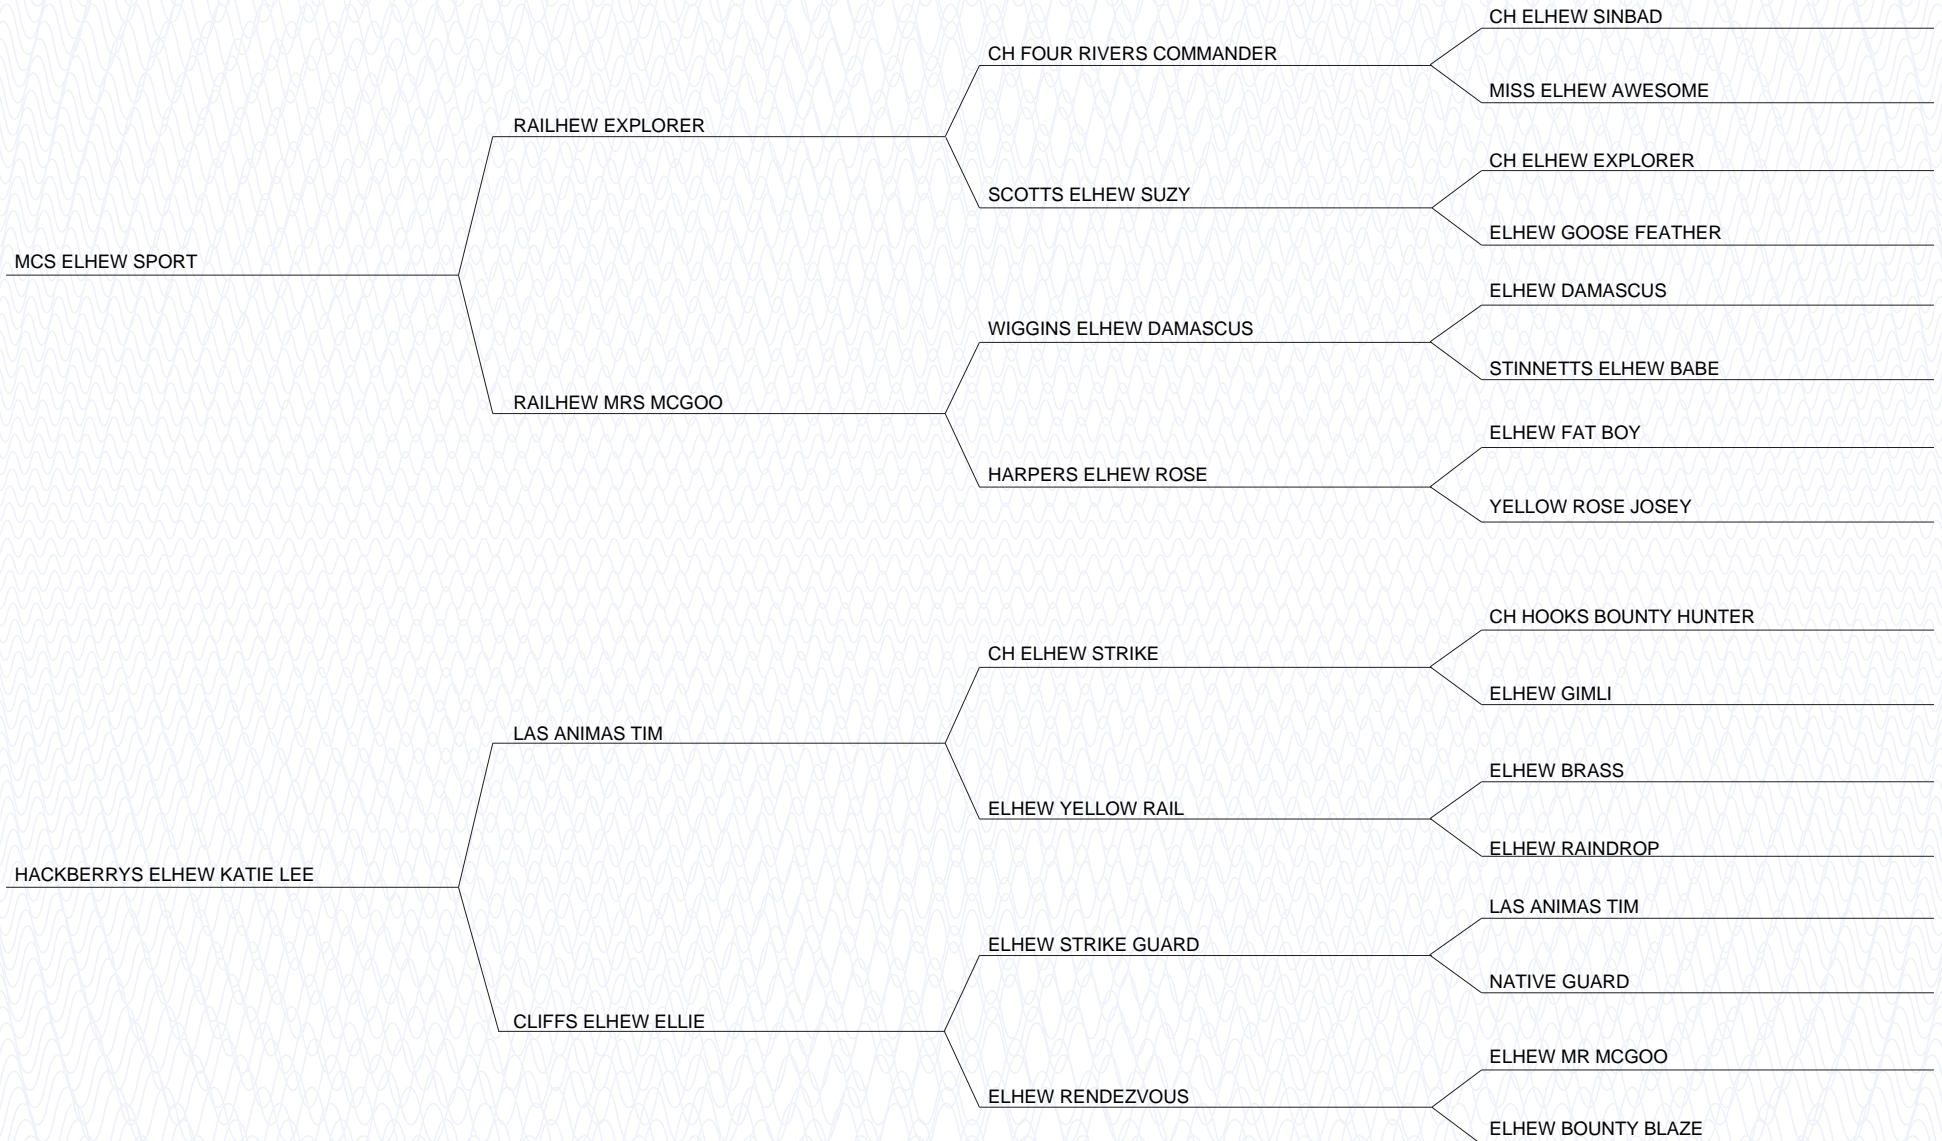 CH ELHEW SINBAD
CH FOUR RIVERS COMMANDER
MISS ELHEW AWESOME
RAILHEW EXPLORER
CH ELHEW EXPLORER
SCOTTS ELHEW SUZY
ELHEW GOOSE FEATHER
MCS ELHEW SPORT
ELHEW DAMASCUS
WIGGINS ELHEW DAMASCUS
STINNETTS ELHEW BABE
RAILHEW MRS MCGOO
ELHEW FAT BOY
HARPERS ELHEW ROSE
YELLOW ROSE JOSEY
CH HOOKS BOUNTY HUNTER
CH ELHEW STRIKE
ELHEW GIMLI
LAS ANIMAS TIM
ELHEW BRASS
ELHEW YELLOW RAIL
ELHEW RAINDROP
HACKBERRYS ELHEW KATIE LEE
LAS ANIMAS TIM
ELHEW STRIKE GUARD
NATIVE GUARD
CLIFFS ELHEW ELLIE
ELHEW MR MCGOO
ELHEW RENDEZVOUS
ELHEW BOUNTY BLAZE